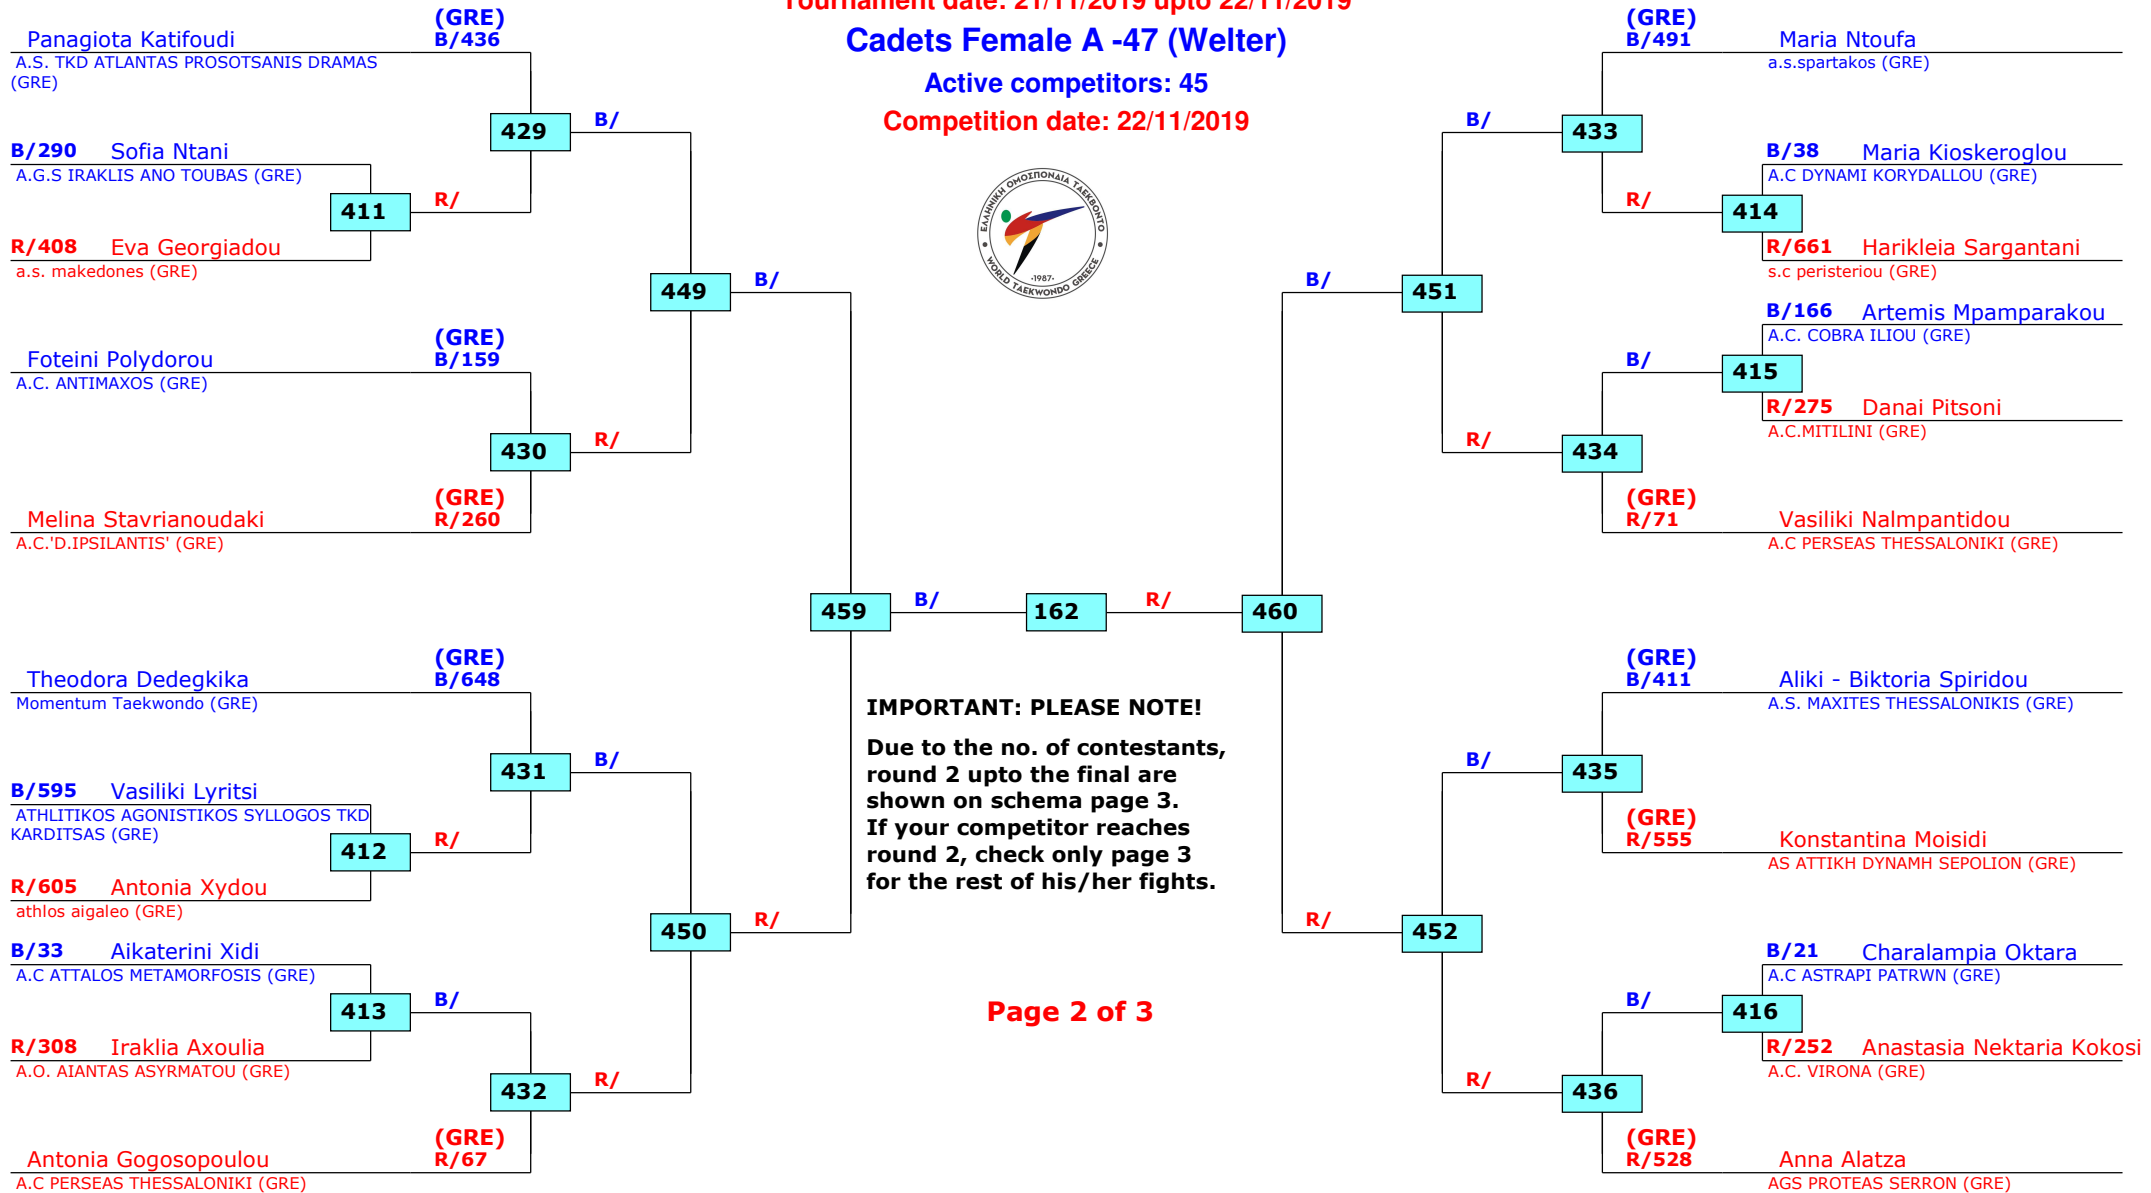 Tournament date: 21/11/2019 upto 22/11/2019
Cadets Female A -47 (Welter)
Active competitors: 45
Competition date: 22/11/2019
ΕΛΛΗΝΙΚΗ ΟΜΟΣΠΟΝΔΙΑ ΤΑΕΚΒΟΝΤΟ
·1987·
WORLD TAEKWONDO GREECE
(GRE)
Panagiota Katifoudi B/436
A.S. TKD ATLANTAS PROSOTSANIS DRAMAS
(GRE)
429
B/
B/290 Sofia Ntani
A.G.S IRAKLIS ANO TOUBAS (GRE)
411
R/
R/408 Eva Georgiadou
a.s. makedones (GRE)
449
B/
(GRE)
Foteini Polydorou B/159
A.C. ANTIMAXOS (GRE)
430
R/
(GRE)
Melina Stavrianoudaki R/260
A.C.'D.IPSILANTIS' (GRE)
459
B/
162
R/
460
(GRE)
Theodora Dedegkika B/648
Momentum Taekwondo (GRE)
431
B/
B/595 Vasiliki Lyritsi
ATHLITIKOS AGONISTIKOS SYLLOGOS TKD
KARDITSAS (GRE)
412
R/
R/605 Antonia Xydou
athlos aigaleo (GRE)
450
R/
B/33 Aikaterini Xidi
A.C ATTALOS METAMORFOSIS (GRE)
413
B/
R/308 Iraklia Axoulia
A.O. AIANTAS ASYRMATOU (GRE)
432
R/
(GRE)
Antonia Gogosopoulou R/67
A.C PERSEAS THESSALONIKI (GRE)
IMPORTANT: PLEASE NOTE!
Due to the no. of contestants,
round 2 upto the final are
shown on schema page 3.
If your competitor reaches
round 2, check only page 3
for the rest of his/her fights.
Page 2 of 3
(GRE)
B/491 Maria Ntoufa
a.s.spartakos (GRE)
B/
433
B/38 Maria Kioskeroglou
A.C DYNAMI KORYDALLOU (GRE)
R/
414
R/661 Harikleia Sargantani
s.c peristeriou (GRE)
B/
451
B/166 Artemis Mpamparakou
A.C. COBRA ILIOU (GRE)
B/
415
R/275 Danai Pitsoni
A.C.MITILINI (GRE)
R/
434
(GRE)
R/71 Vasiliki Nalmpantidou
A.C PERSEAS THESSALONIKI (GRE)
(GRE)
B/411 Aliki - Biktoria Spiridou
A.S. MAXITES THESSALONIKIS (GRE)
B/
435
(GRE)
R/555 Konstantina Moisidi
AS ATTIKH DYNAMH SEPOLION (GRE)
R/
452
B/21 Charalampia Oktara
A.C ASTRAPI PATRWN (GRE)
B/
416
R/252 Anastasia Nektaria Kokosi
A.C. VIRONA (GRE)
R/
436
(GRE)
R/528 Anna Alatza
AGS PROTEAS SERRON (GRE)